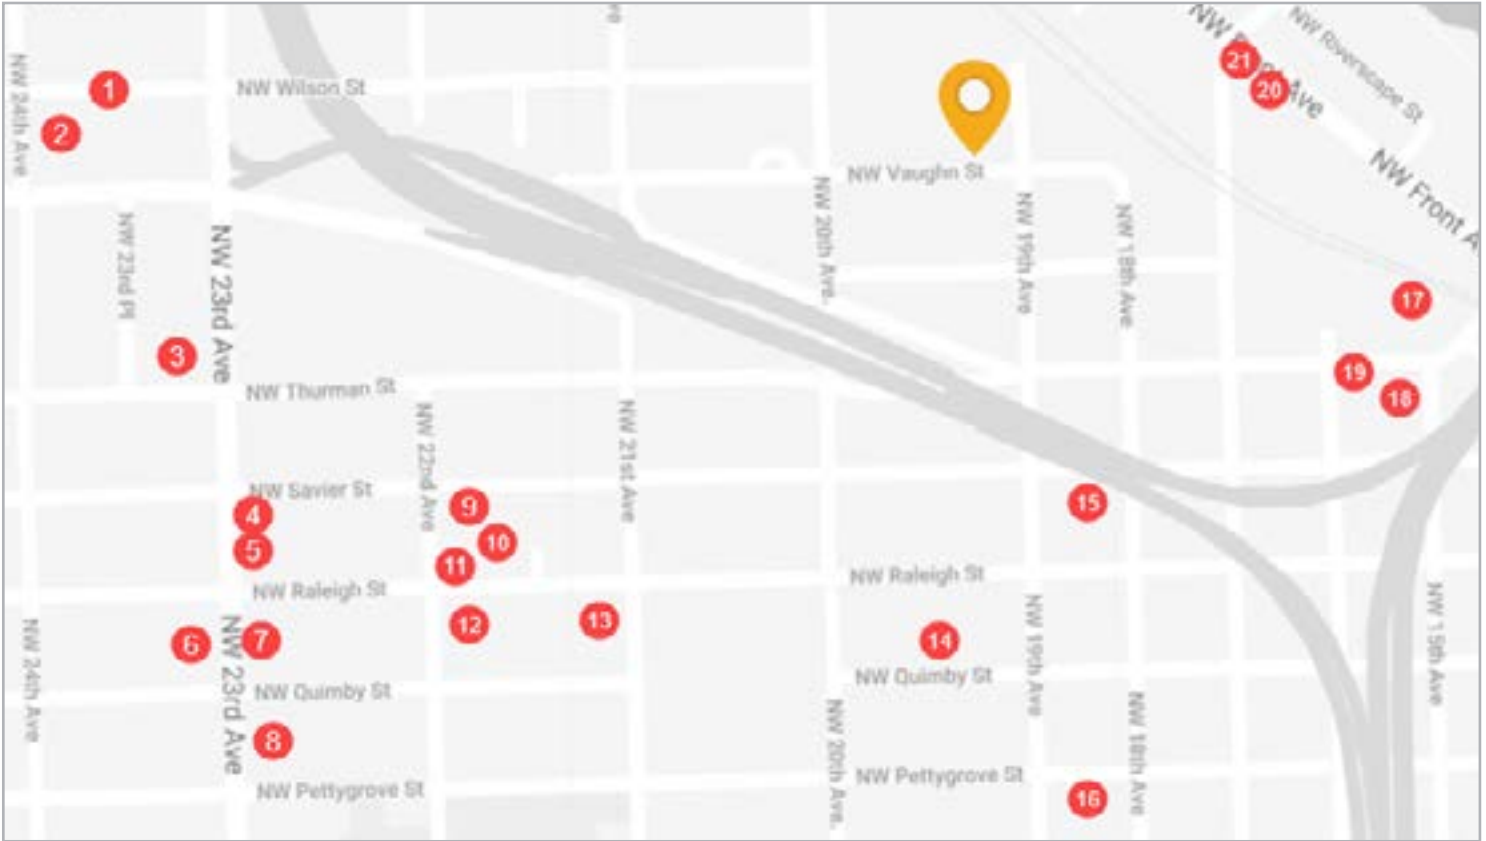 NW Front Ave
NW Riverscape St
21
20
NW 24th Ave
1
NW Wilson St
2
NW Vaughn St
NW Front A
NW 23rd Pl
NW 23rd Ave
NW 20th Ave.
NW 19th Ave
NW 18th Ave
17
3
NW Thurman St
19
18
NW 22nd Ave
NW 21st Ave
NW Savier St
4
9
15
5
10
11
NW Raleigh St
NW Raleigh St
NW 24th Ave
6
NW 23rd Ave
7
12
13
14
NW 19th Ave
NW 15th Ave
NW Quimby St
NW Quimby St
8
NW 20th Ave.
NW 18th Ave
NW Pettygrove St
NW Pettygrove St
16